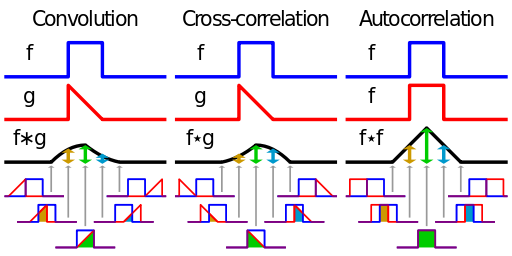 Convolution Cross-correlation Autocorrelation
f f f
g g f
f∗g f⋆g f⋆f